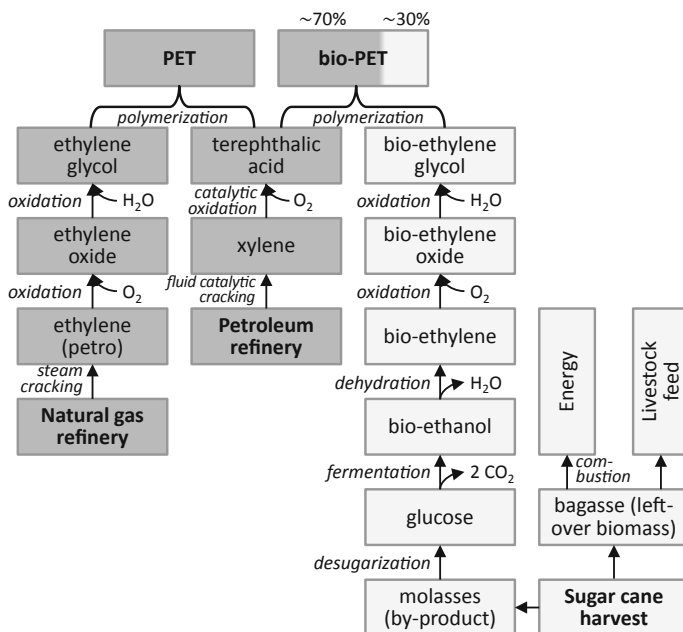 ~70%
~30%
PET
bio-PET
polymerization
polymerization
ethylene
glycol
terephthalic
acid
bio-ethylene
glycol
oxidation
H2O
catalytic
oxidation
O2
oxidation
H2O
ethylene
oxide
xylene
bio-ethylene
oxide
oxidation
O2
fluid catalytic
cracking
oxidation
O2
ethylene
(petro)
Petroleum
refinery
bio-ethylene
Energy
Livestock
feed
steam
cracking
dehydration
H2O
Natural gas
refinery
bio-ethanol
fermentation
2 CO2
com-
bustion
glucose
bagasse (left-
over biomass)
desugarization
molasses
(by-product)
Sugar cane
harvest